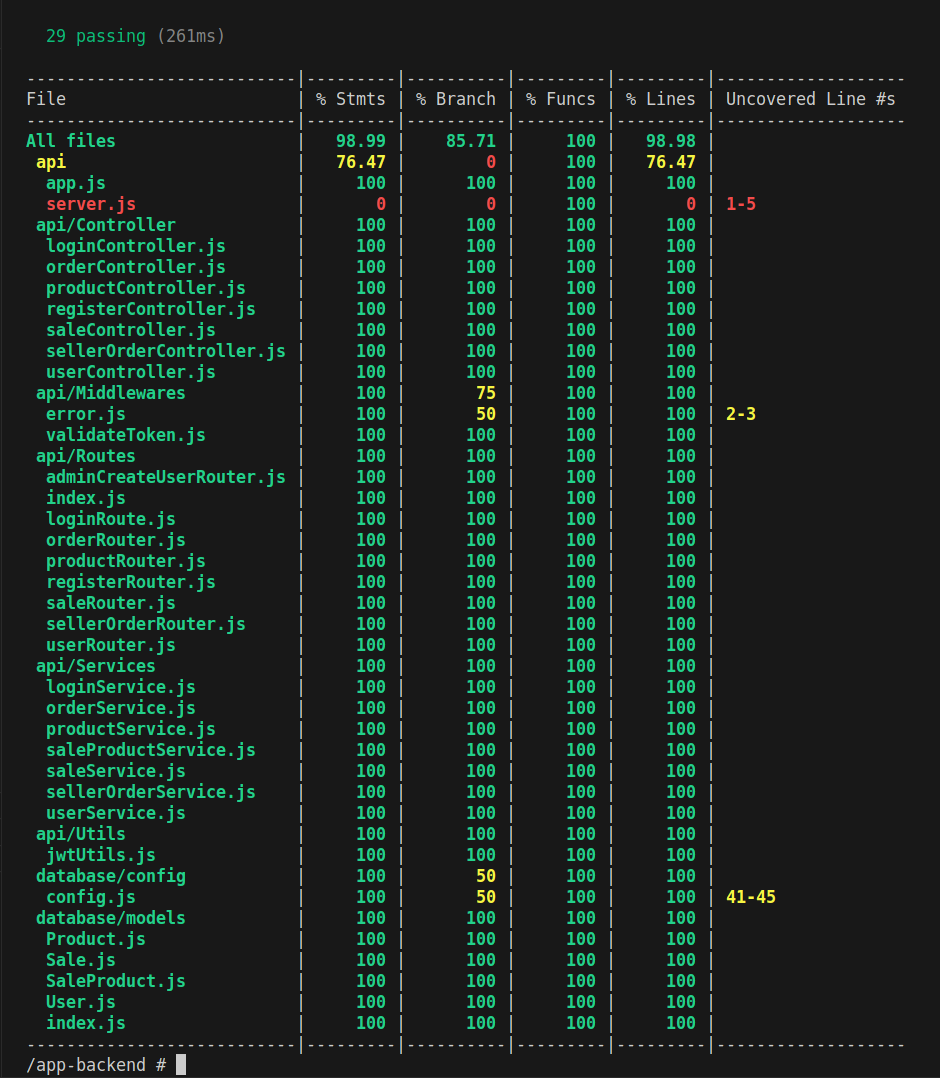 29 passing (261ms)
---------------------------|---------|----------|---------|---------|-------------------
File                       | % Stmts | % Branch | % Funcs | % Lines | Uncovered Line #s
---------------------------|---------|----------|---------|---------|-------------------
All files                  |   98.99 |    85.71 |     100 |   98.98 |
 api                       |   76.47 |        0 |     100 |   76.47 |
  app.js                   |     100 |      100 |     100 |     100 |
  server.js                |       0 |        0 |     100 |       0 | 1-5
 api/Controller            |     100 |      100 |     100 |     100 |
  loginController.js       |     100 |      100 |     100 |     100 |
  orderController.js       |     100 |      100 |     100 |     100 |
  productController.js     |     100 |      100 |     100 |     100 |
  registerController.js    |     100 |      100 |     100 |     100 |
  saleController.js        |     100 |      100 |     100 |     100 |
  sellerOrderController.js |     100 |      100 |     100 |     100 |
  userController.js        |     100 |      100 |     100 |     100 |
 api/Middlewares           |     100 |       75 |     100 |     100 |
  error.js                 |     100 |       50 |     100 |     100 | 2-3
  validateToken.js         |     100 |      100 |     100 |     100 |
 api/Routes                |     100 |      100 |     100 |     100 |
  adminCreateUserRouter.js |     100 |      100 |     100 |     100 |
  index.js                 |     100 |      100 |     100 |     100 |
  loginRoute.js            |     100 |      100 |     100 |     100 |
  orderRouter.js           |     100 |      100 |     100 |     100 |
  productRouter.js         |     100 |      100 |     100 |     100 |
  registerRouter.js        |     100 |      100 |     100 |     100 |
  saleRouter.js            |     100 |      100 |     100 |     100 |
  sellerOrderRouter.js     |     100 |      100 |     100 |     100 |
  userRouter.js            |     100 |      100 |     100 |     100 |
 api/Services              |     100 |      100 |     100 |     100 |
  loginService.js          |     100 |      100 |     100 |     100 |
  orderService.js          |     100 |      100 |     100 |     100 |
  productService.js        |     100 |      100 |     100 |     100 |
  saleProductService.js    |     100 |      100 |     100 |     100 |
  saleService.js           |     100 |      100 |     100 |     100 |
  sellerOrderService.js    |     100 |      100 |     100 |     100 |
  userService.js           |     100 |      100 |     100 |     100 |
 api/Utils                 |     100 |      100 |     100 |     100 |
  jwtUtils.js              |     100 |      100 |     100 |     100 |
 database/config           |     100 |       50 |     100 |     100 |
  config.js                |     100 |       50 |     100 |     100 | 41-45
 database/models           |     100 |      100 |     100 |     100 |
  Product.js               |     100 |      100 |     100 |     100 |
  Sale.js                  |     100 |      100 |     100 |     100 |
  SaleProduct.js           |     100 |      100 |     100 |     100 |
  User.js                  |     100 |      100 |     100 |     100 |
  index.js                 |     100 |      100 |     100 |     100 |
---------------------------|---------|----------|---------|---------|-------------------
/app-backend #